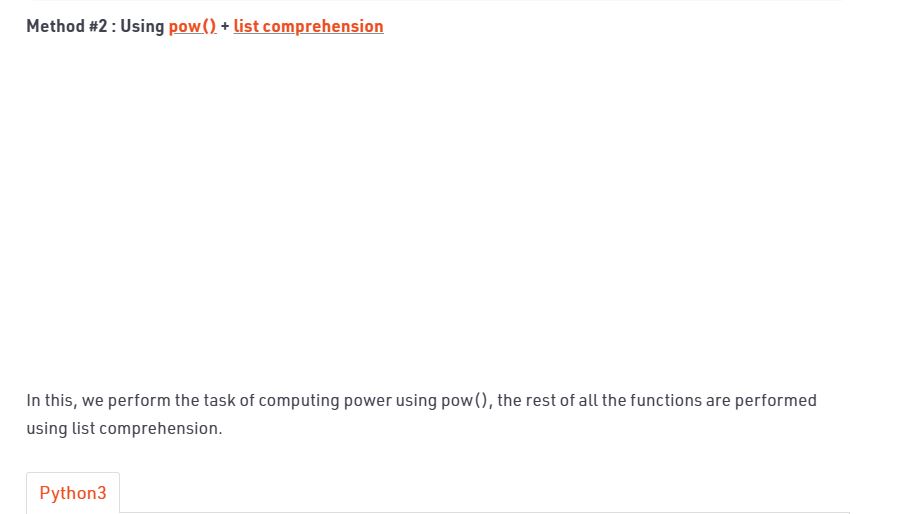 Method #2 : Using pow() + list comprehension
In this, we perform the task of computing power using pow(), the rest of all the functions are performed
using list comprehension.
Python3